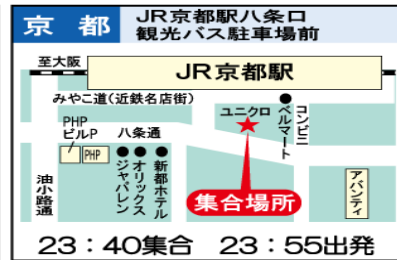 京都
JR京都駅八条口
観光バス駐車場前
至大阪
JR京都駅
みやこ道(近鉄名店街)
ユニクロ
ベルマート
コンビニ
PHP
ビルP
PHP
八条通
ジャパレン
オリックス
新都ホテル
油小路通
集合場所
アバンティ
23:40集合 23:55出発